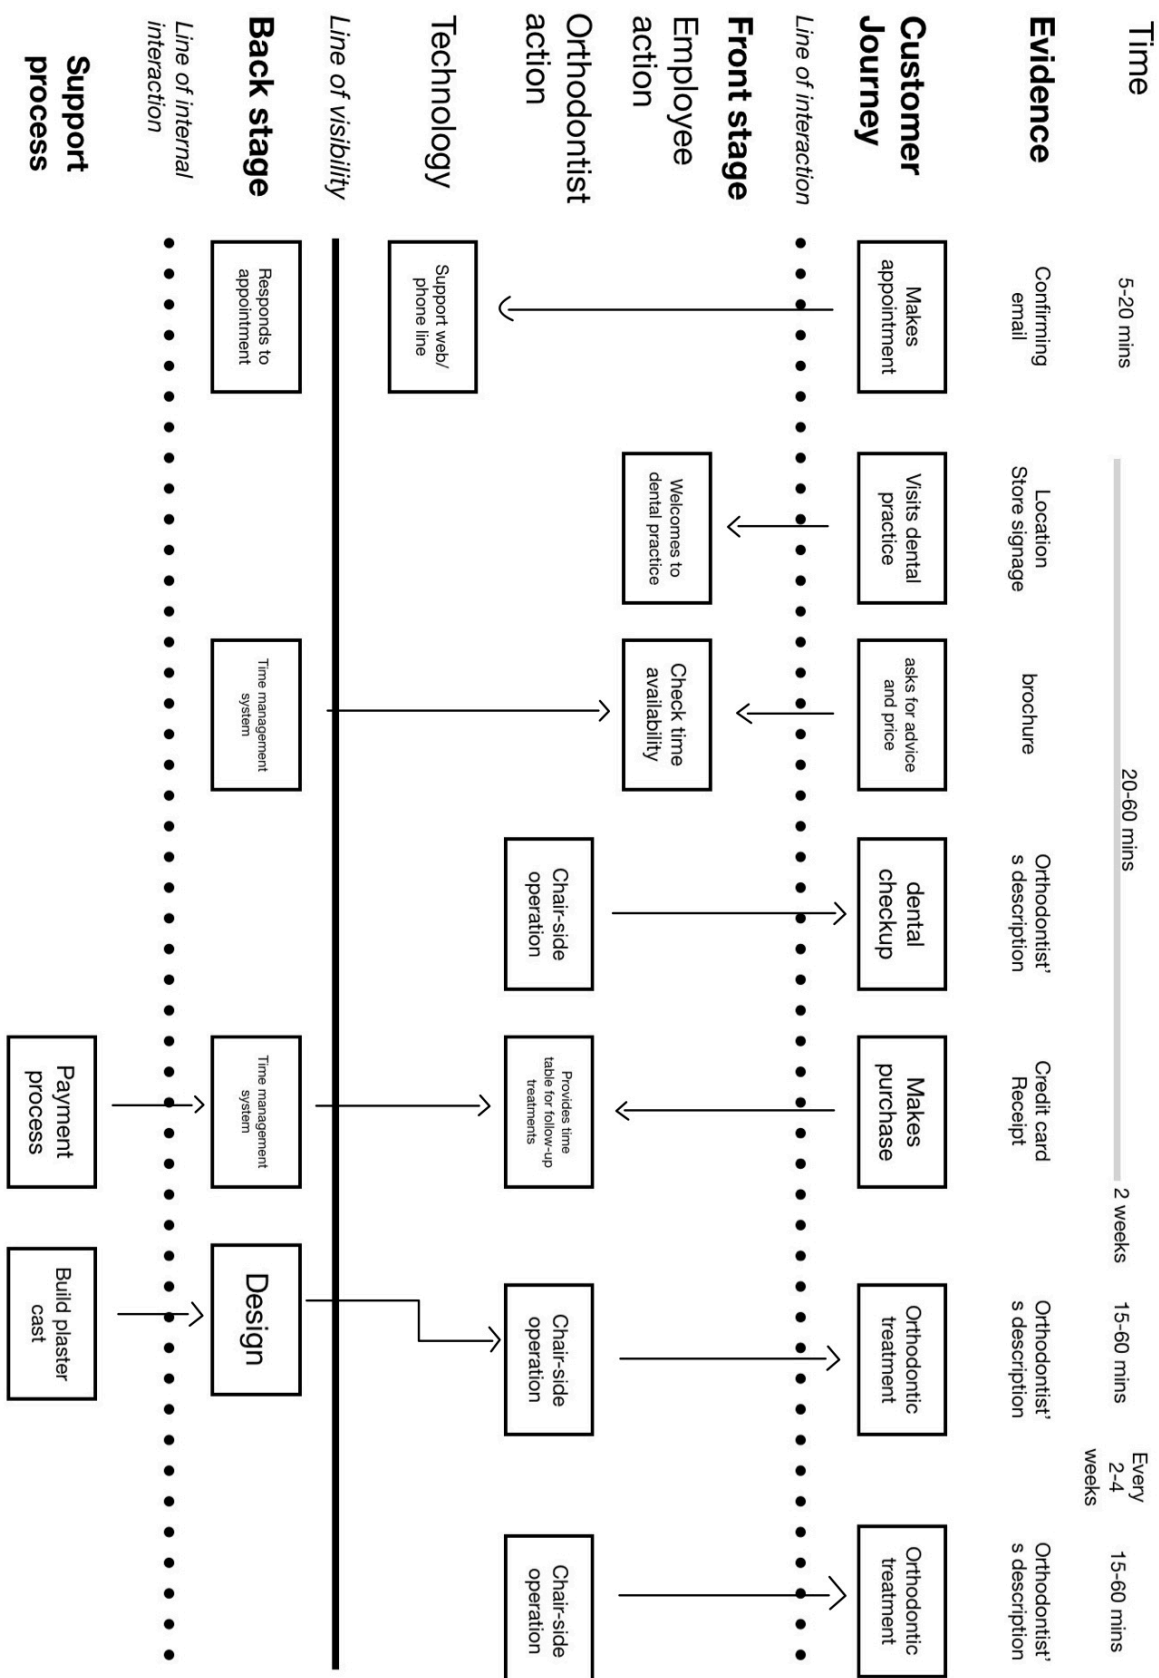 Time
5-20 mins
20-60 mins
2 weeks
15-60 mins
Every
2-4
weeks
15-60 mins
Evidence
Confirming
email
Location
Store signage
brochure
Orthodontist’
s description
Credit card
Receipt
Orthodontist’
s description
Orthodontist’
s description
Customer
Journey
Makes
appointment
Visits dental
practice
asks for advice
and price
dental
checkup
Makes
purchase
Orthodontic
treatment
Orthodontic
treatment
Line of interaction
Front stage
Employee
action
Welcomes to
dental practice
Check time
availability
Orthodontist
action
Chair-side
operation
Provides time
table for follow-up
treatments
Chair-side
operation
Chair-side
operation
Technology
Support web/
phone line
Line of visibility
Back stage
Responds to
appointment
Time management
system
Time management
system
Design
Line of internal
interaction
Support
process
Payment
process
Build plaster
cast